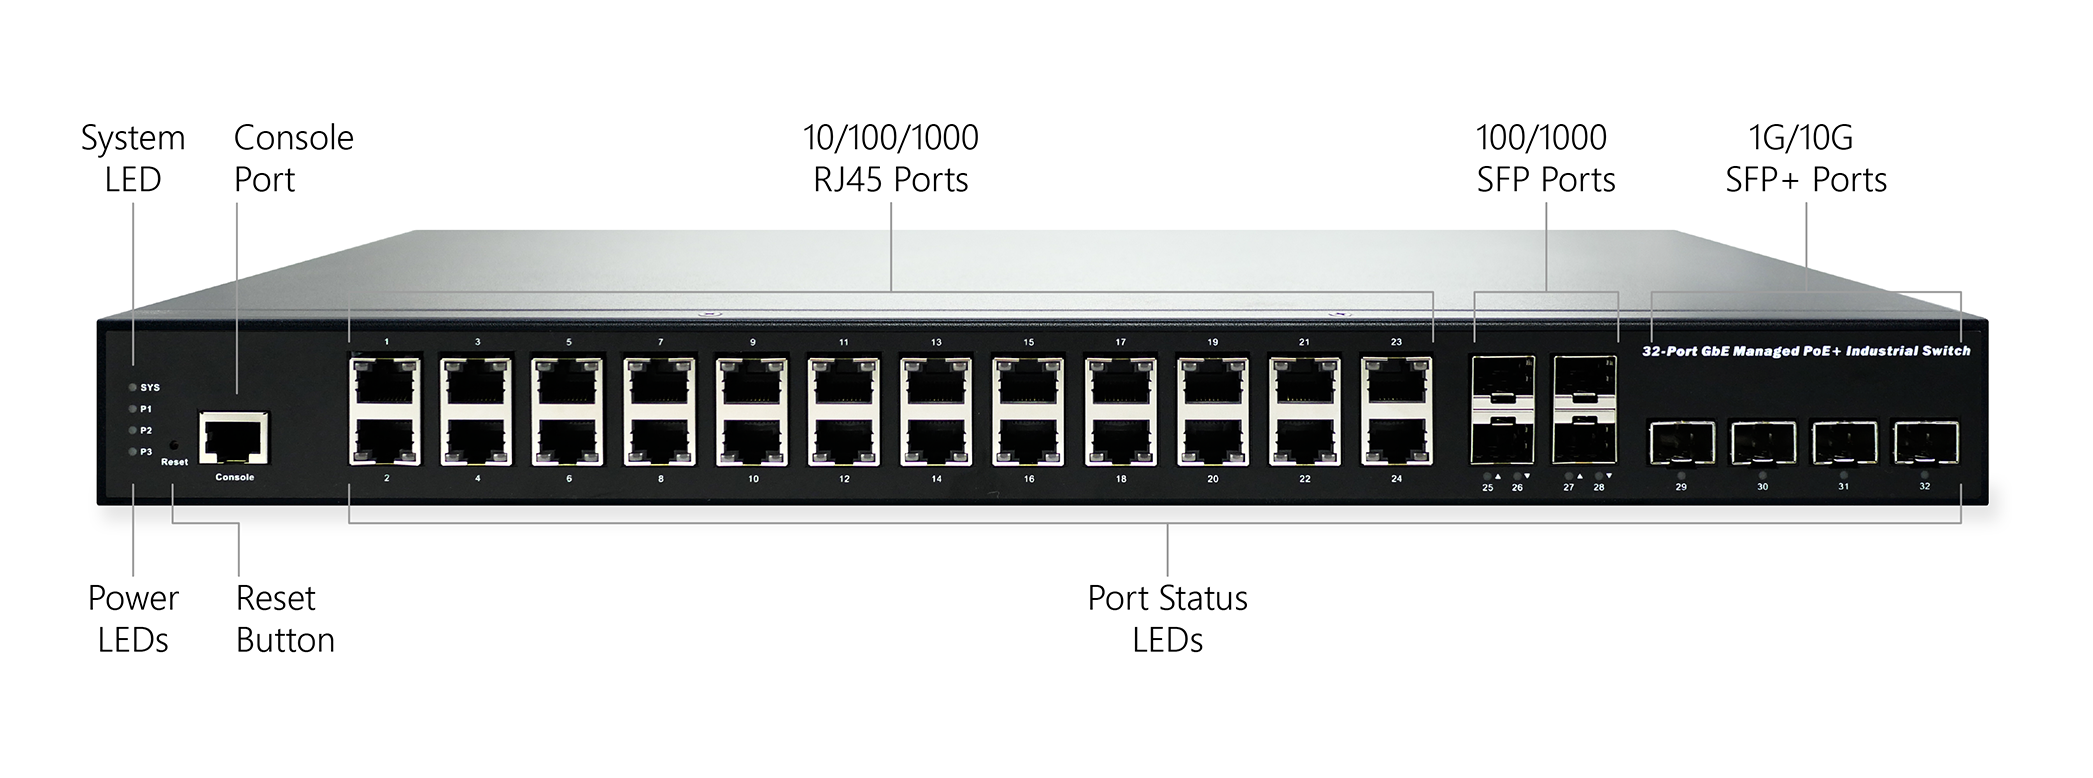 System
LED
Console
Port
10/100/1000
RJ45 Ports
100/1000
SFP Ports
1G/10G
SFP+ Ports
32-Port GbE Managed PoE+ Industrial Switch
1 3 5 7 9 11 13 15 17 19 21 23
SYS
P1
P2
P3
Reset
Console
2 4 6 8 10 12 14 16 18 20 22 24
25 ▲ 26 ▼ 27 ▲ 28 ▼ 29 30 31 32
Power
LEDs
Reset
Button
Port Status
LEDs